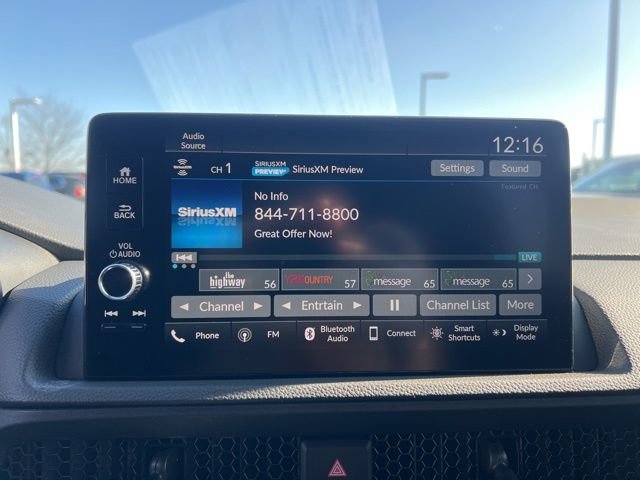 Audio
Source
12:16
HOME
BACK
VOL
AUDIO
SIRIUSXM
CH 1
SIRIUSXM
PREVIEW
SiriusXM Preview
Settings
Sound
Featured CH
SiriusXM
No Info
844-711-8800
Great Offer Now!
LIVE
the
highway 56
Y2KOUNTRY 57
message 65
message 65
Channel
Entrtain
Channel List
More
Phone
FM
Bluetooth
Audio
Connect
Smart
Shortcuts
Display
Mode